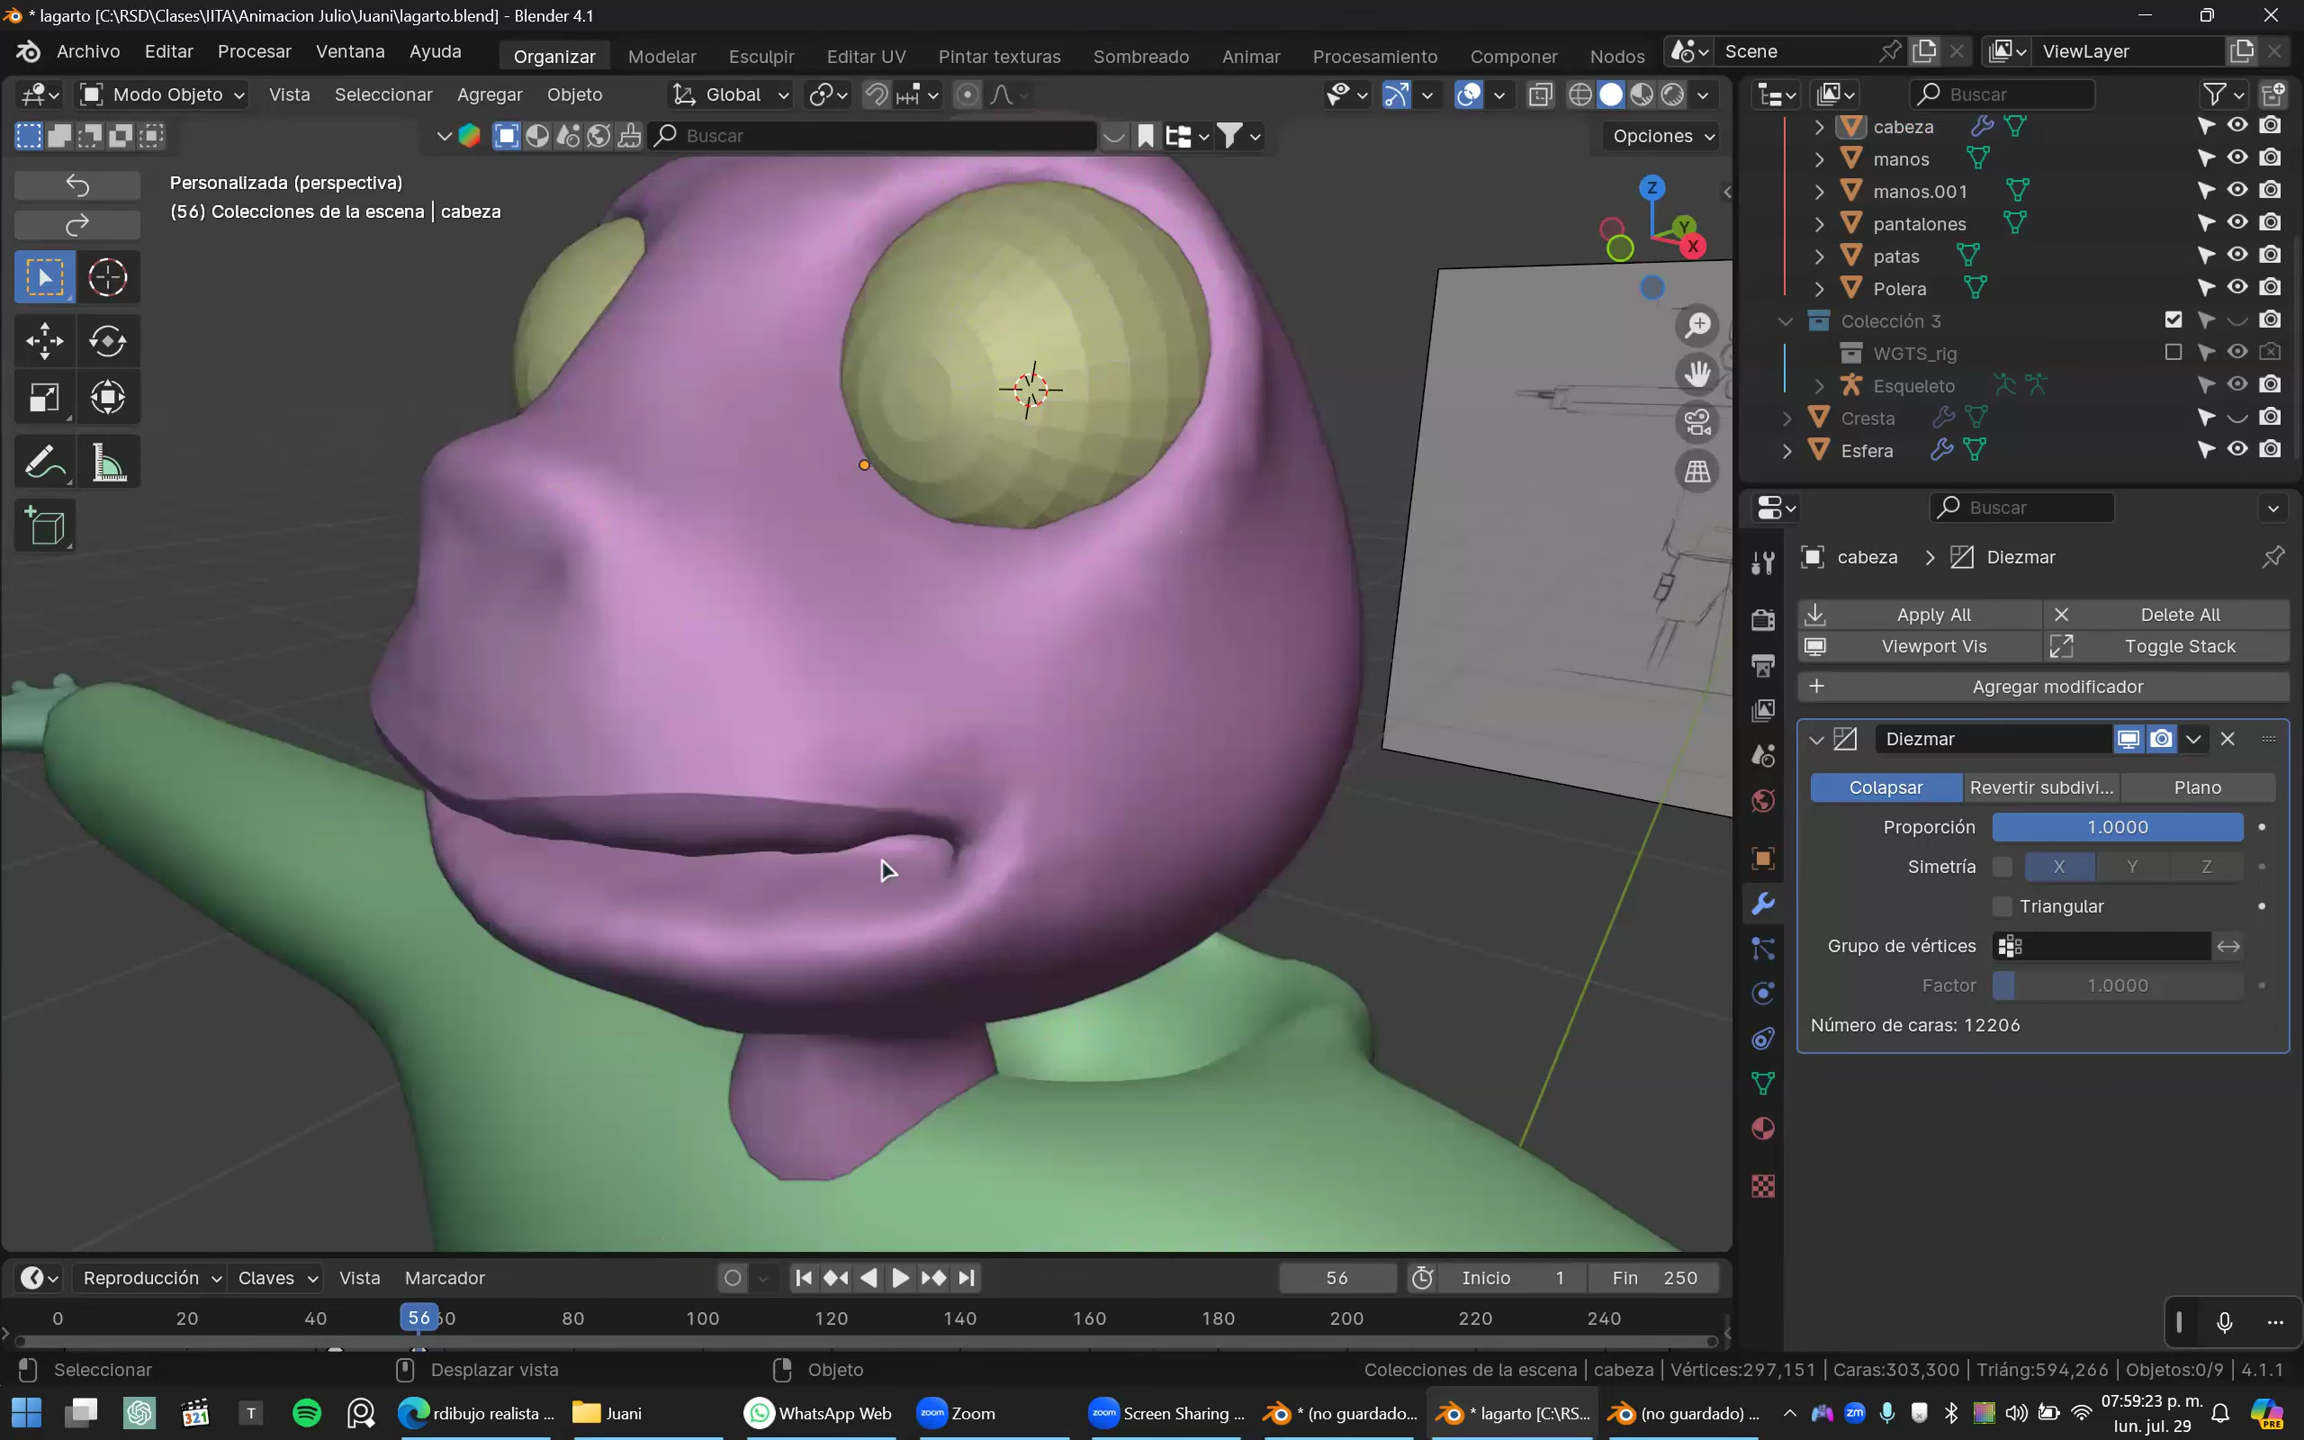 * lagarto [C:\RSD\Clases\IITA\Animacion Julio\Juani\lagarto.blend] - Blender 4.1
Archivo Editar Procesar Ventana Ayuda Organizar Modelar Esculpir Editar UV Pintar texturas Sombreado Animar Procesamiento Componer Nodos Scene ViewLayer
Modo Objeto Vista Seleccionar Agregar Objeto Global Buscar
Buscar Opciones
Personalizada (perspectiva)
(56) Colecciones de la escena | cabeza
Z
Y
X
cabeza
manos
manos.001
pantalones
patas
Polera
Colección 3
WGTS_rig
Esqueleto
Cresta
Esfera
Buscar
cabeza > Diezmar
Apply All Delete All
Viewport Vis Toggle Stack
+ Agregar modificador
Diezmar
Colapsar Revertir subdivi... Plano
Proporción 1.0000
Simetría X Y Z
Triangular
Grupo de vértices
Factor 1.0000
Número de caras: 12206
Reproducción Claves Vista Marcador 56 Inicio 1 Fin 250
0 20 40 56 60 80 100 120 140 160 180 200 220 240
Seleccionar Desplazar vista Objeto Colecciones de la escena | cabeza | Vértices:297,151 | Caras:303,300 | Triáng:594,266 | Objetos:0/9 | 4.1.1
321 T rdibujo realista ... Juani WhatsApp Web zoom Zoom zoom Screen Sharing ... * (no guardado... * lagarto [C:\RS... (no guardado) ... zm 07:59:23 p. m. PRE
lun. jul. 29